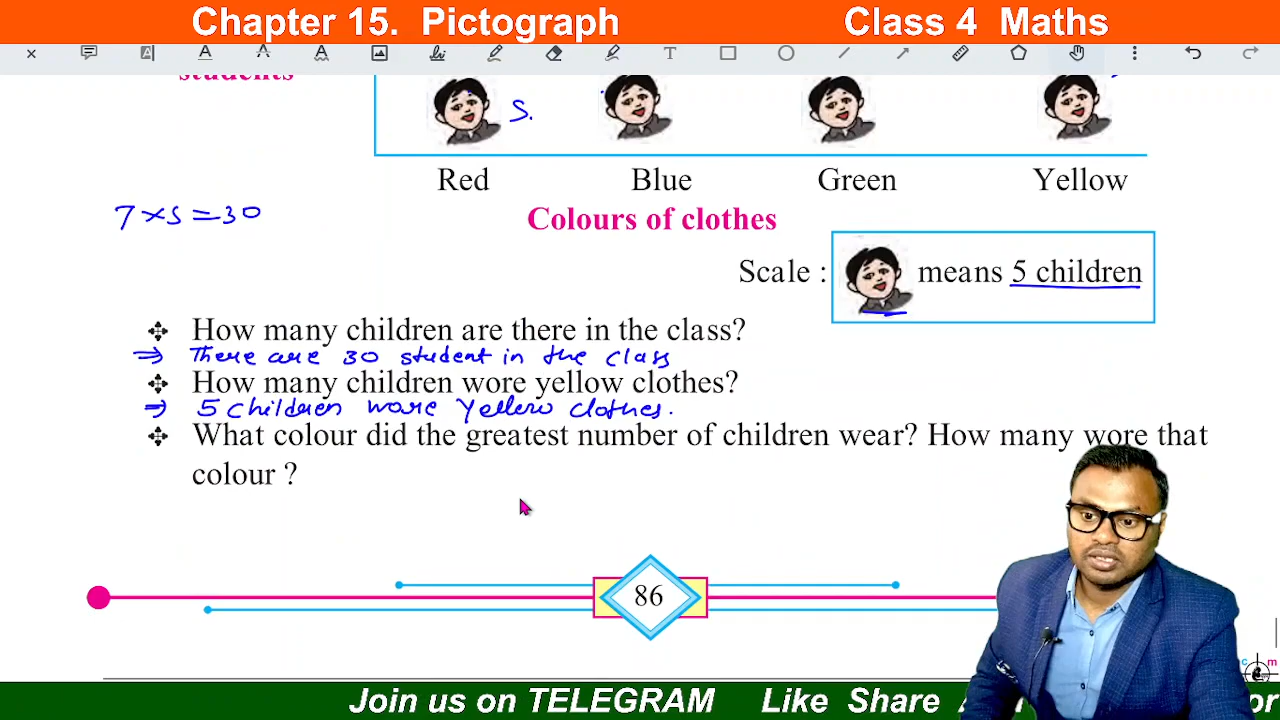 Chapter 15. Pictograph Class 4 Maths
students
5.
Red Blue Green Yellow
7 x 5 = 30
Colours of clothes
Scale : means 5 children
How many children are there in the class?
⇒ There are 30 student in the class
How many children wore yellow clothes?
⇒ 5 children wore Yellow clothes.
What colour did the greatest number of children wear? How many wore that
colour ?
86
Join us on TELEGRAM Like Share